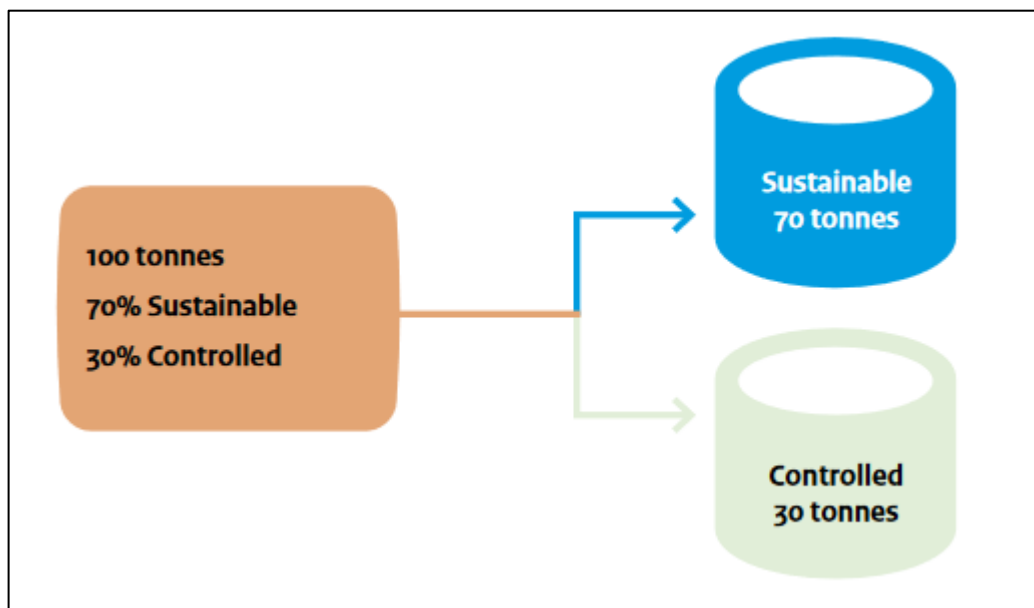 100 tonnes
70% Sustainable
30% Controlled
Sustainable
70 tonnes
Controlled
30 tonnes